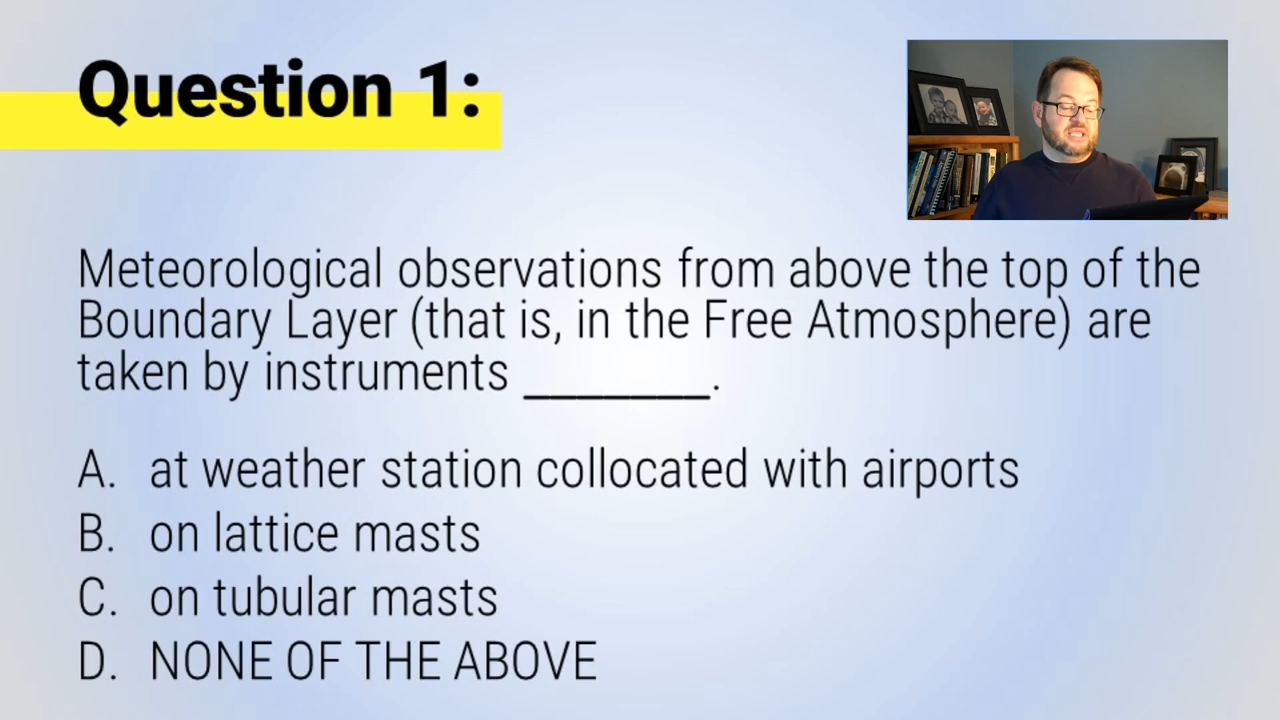 Question 1:
Meteorological observations from above the top of the
Boundary Layer (that is, in the Free Atmosphere) are
taken by instruments _______.
A. at weather station collocated with airports
B. on lattice masts
C. on tubular masts
D. NONE OF THE ABOVE